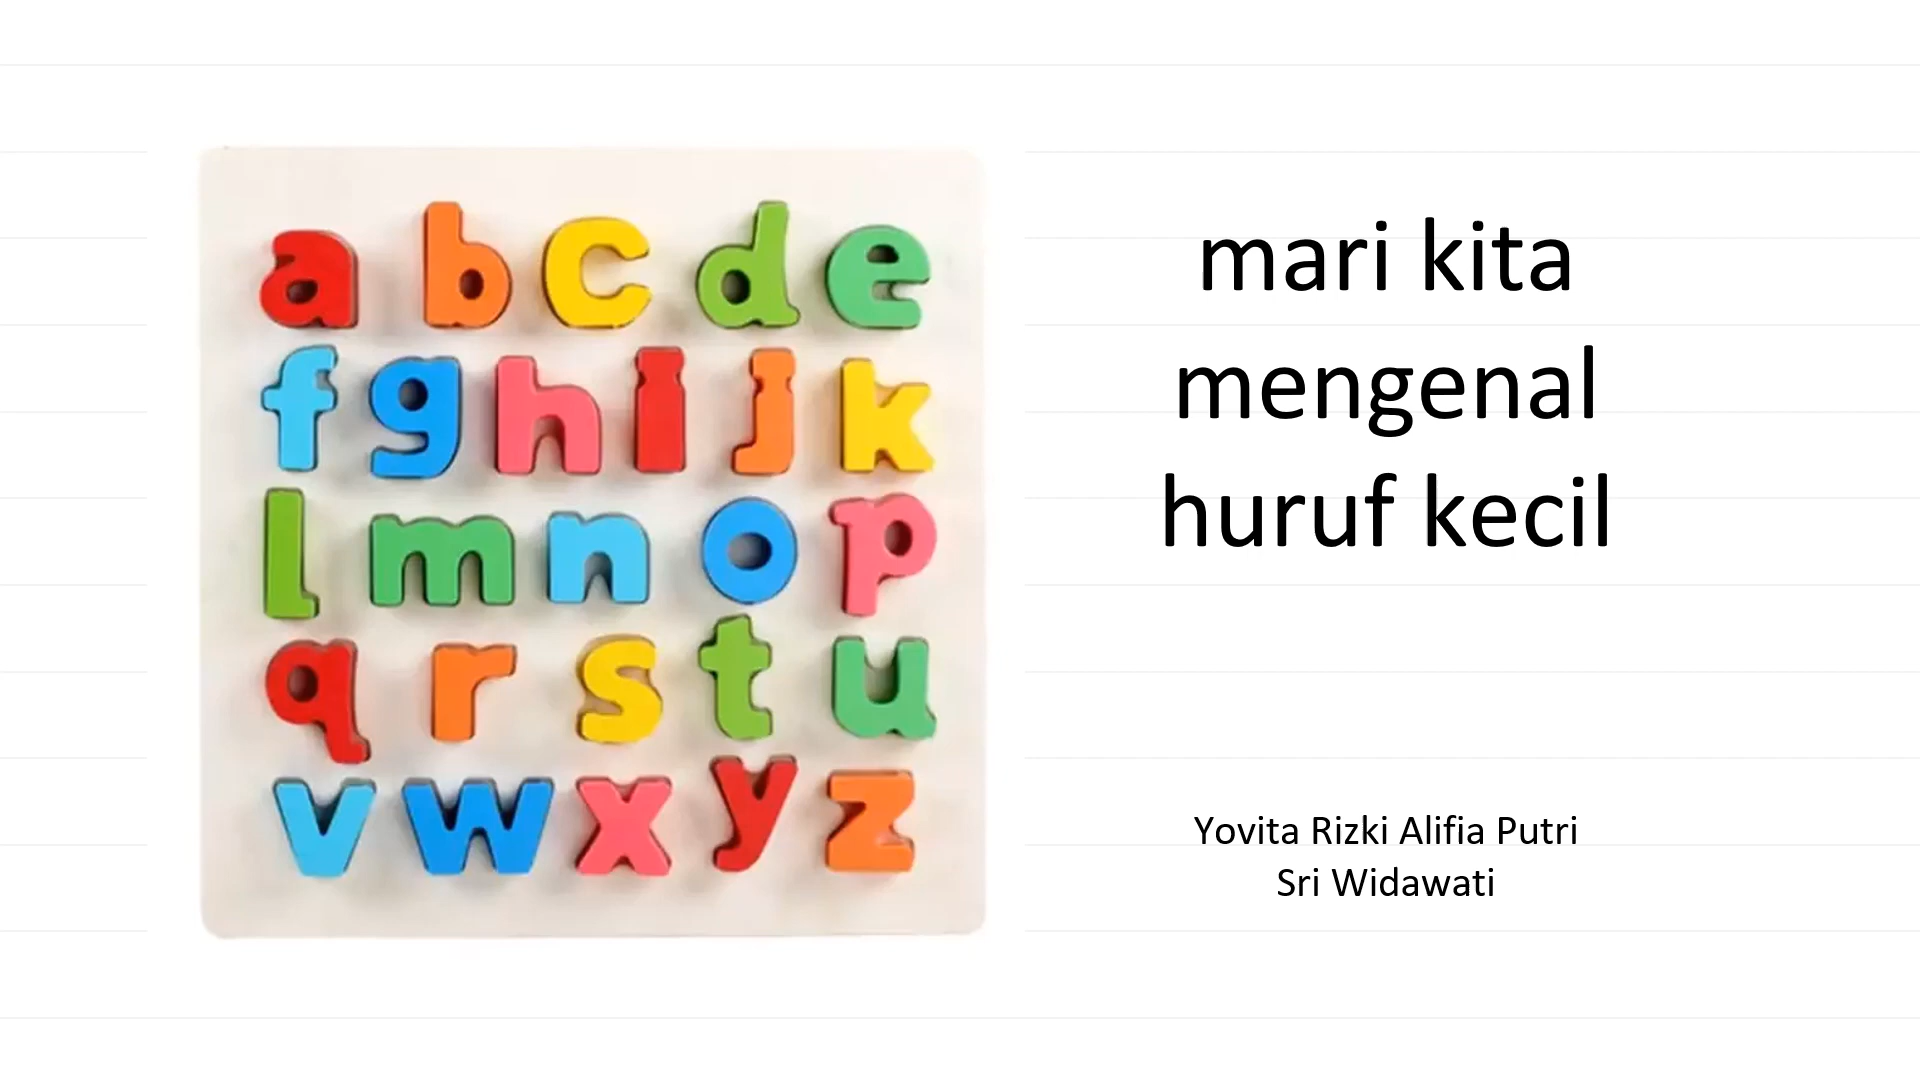 a b c d e
f g h i j k
l m n o p
q r s t u
v w x y z
mari kita
mengenal
huruf kecil
Yovita Rizki Alifia Putri
Sri Widawati